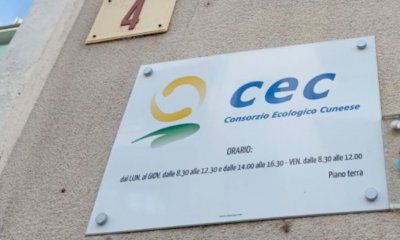 4
cec
Consorzio Ecologico Cuneese
ORARIO:
dal LUN. al GIOV. dalle 8.30 alle 12.30 e dalle 14.00 alle 16.30 - VEN. dalle 8.30 alle 12.00
Piano terra